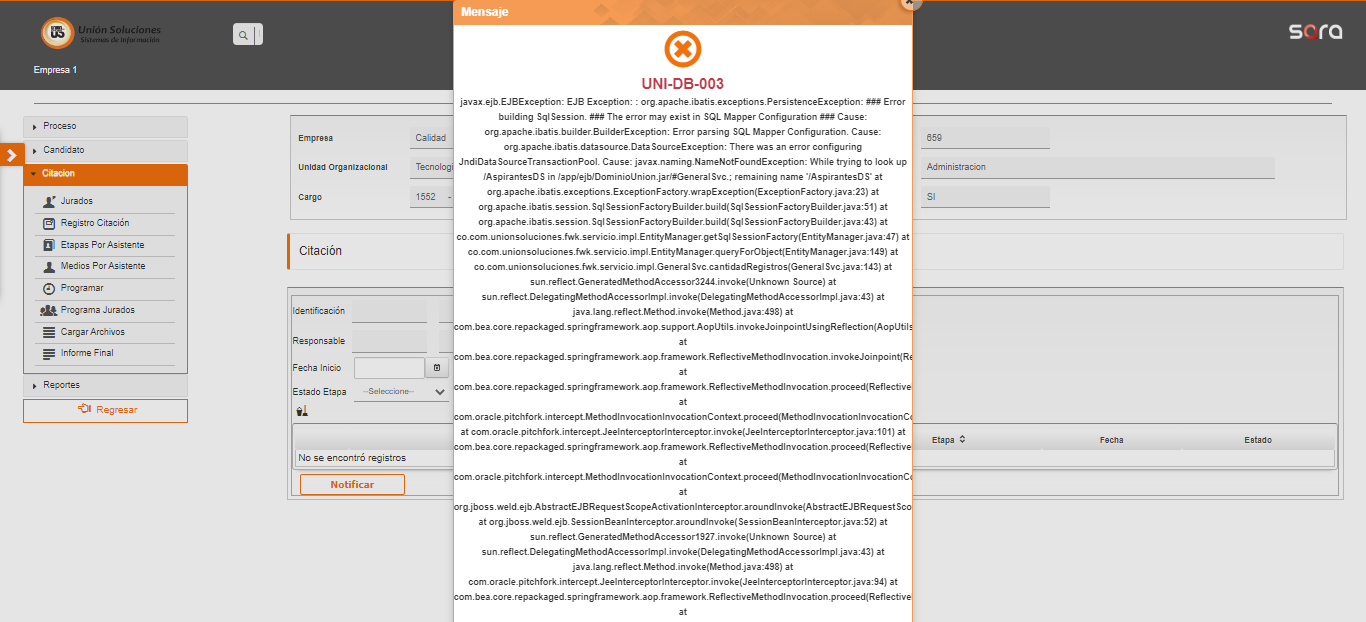 Mensaje
Unión Soluciones
Sistemas de Información
Empresa 1
sara
UNI-DB-003
javax.ejb.EJBException: EJB Exception: : org.apache.ibatis.exceptions.PersistenceException: ### Error
building SqlSession. ### The error may exist in SQL Mapper Configuration ### Cause:
org.apache.ibatis.builder.BuilderException: Error parsing SQL Mapper Configuration. Cause:
org.apache.ibatis.datasource.DataSourceException: There was an error configuring
JndiDataSourceTransactionPool. Cause: javax.naming.NameNotFoundException: While trying to look up
/AspirantesDS in /app/ejb/DominioUnion.jar/#GeneralSvc.; remaining name '/AspirantesDS' at
org.apache.ibatis.exceptions.ExceptionFactory.wrapException(ExceptionFactory.java:23) at
org.apache.ibatis.session.SqlSessionFactoryBuilder.build(SqlSessionFactoryBuilder.java:51) at
org.apache.ibatis.session.SqlSessionFactoryBuilder.build(SqlSessionFactoryBuilder.java:43) at
co.com.unionsoluciones.fwk.servicio.impl.EntityManager.getSqlSessionFactory(EntityManager.java:47) at
co.com.unionsoluciones.fwk.servicio.impl.EntityManager.queryForObject(EntityManager.java:149) at
co.com.unionsoluciones.fwk.servicio.impl.GeneralSvc.cantidadRegistros(GeneralSvc.java:143) at
sun.reflect.GeneratedMethodAccessor3244.invoke(Unknown Source) at
sun.reflect.DelegatingMethodAccessorImpl.invoke(DelegatingMethodAccessorImpl.java:43) at
java.lang.reflect.Method.invoke(Method.java:498) at
com.bea.core.repackaged.springframework.aop.support.AopUtils.invokeJoinpointUsingReflection(AopUtils
at
com.bea.core.repackaged.springframework.aop.framework.ReflectiveMethodInvocation.invokeJoinpoint(Re
at
com.bea.core.repackaged.springframework.aop.framework.ReflectiveMethodInvocation.proceed(Reflective
at
com.oracle.pitchfork.intercept.MethodInvocationInvocationContext.proceed(MethodInvocationInvocationCo
at com.oracle.pitchfork.intercept.JeeInterceptorInterceptor.invoke(JeeInterceptorInterceptor.java:101) at
com.bea.core.repackaged.springframework.aop.framework.ReflectiveMethodInvocation.proceed(Reflective
at
com.oracle.pitchfork.intercept.MethodInvocationInvocationContext.proceed(MethodInvocationInvocationCo
at
org.jboss.weld.ejb.AbstractEJBRequestScopeActivationInterceptor.aroundInvoke(AbstractEJBRequestSco
at org.jboss.weld.ejb.SessionBeanInterceptor.aroundInvoke(SessionBeanInterceptor.java:52) at
sun.reflect.GeneratedMethodAccessor1927.invoke(Unknown Source) at
sun.reflect.DelegatingMethodAccessorImpl.invoke(DelegatingMethodAccessorImpl.java:43) at
java.lang.reflect.Method.invoke(Method.java:498) at
com.oracle.pitchfork.intercept.JeeInterceptorInterceptor.invoke(JeeInterceptorInterceptor.java:94) at
com.bea.core.repackaged.springframework.aop.framework.ReflectiveMethodInvocation.proceed(Reflective
at
Proceso
Candidato
Citacion
Jurados
Registro Citación
Etapas Por Asistente
Medios Por Asistente
Programar
Programa Jurados
Cargar Archivos
Informe Final
Reportes
Regresar
Empresa Calidad 659
Unidad Organizacional Tecnologi Administracion
Cargo 1552 - SI
Citación
Identificación
Responsable
Fecha Inicio
Estado Etapa --Seleccione--
Etapa Fecha Estado
No se encontró registros
Notificar